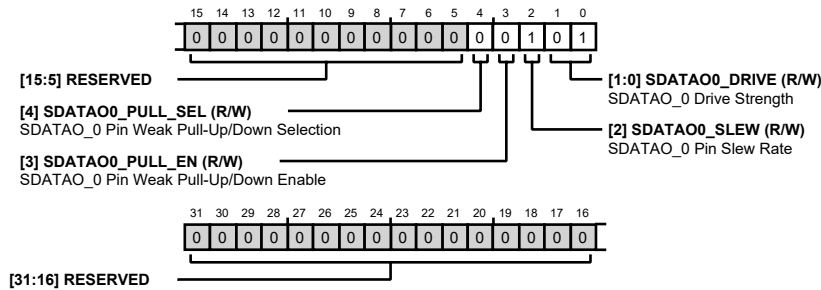 15 14 13 12 11 10 9 8 7 6 5 4 3 2 1 0
0 0 0 0 0 0 0 0 0 0 0 0 0 1 0 1
[15:5] RESERVED
[1:0] SDATAO0_DRIVE (R/W)
SDATAO_0 Drive Strength
[4] SDATAO0_PULL_SEL (R/W)
SDATAO_0 Pin Weak Pull-Up/Down Selection
[2] SDATAO0_SLEW (R/W)
SDATAO_0 Pin Slew Rate
[3] SDATAO0_PULL_EN (R/W)
SDATAO_0 Pin Weak Pull-Up/Down Enable
31 30 29 28 27 26 25 24 23 22 21 20 19 18 17 16
0 0 0 0 0 0 0 0 0 0 0 0 0 0 0 0
[31:16] RESERVED